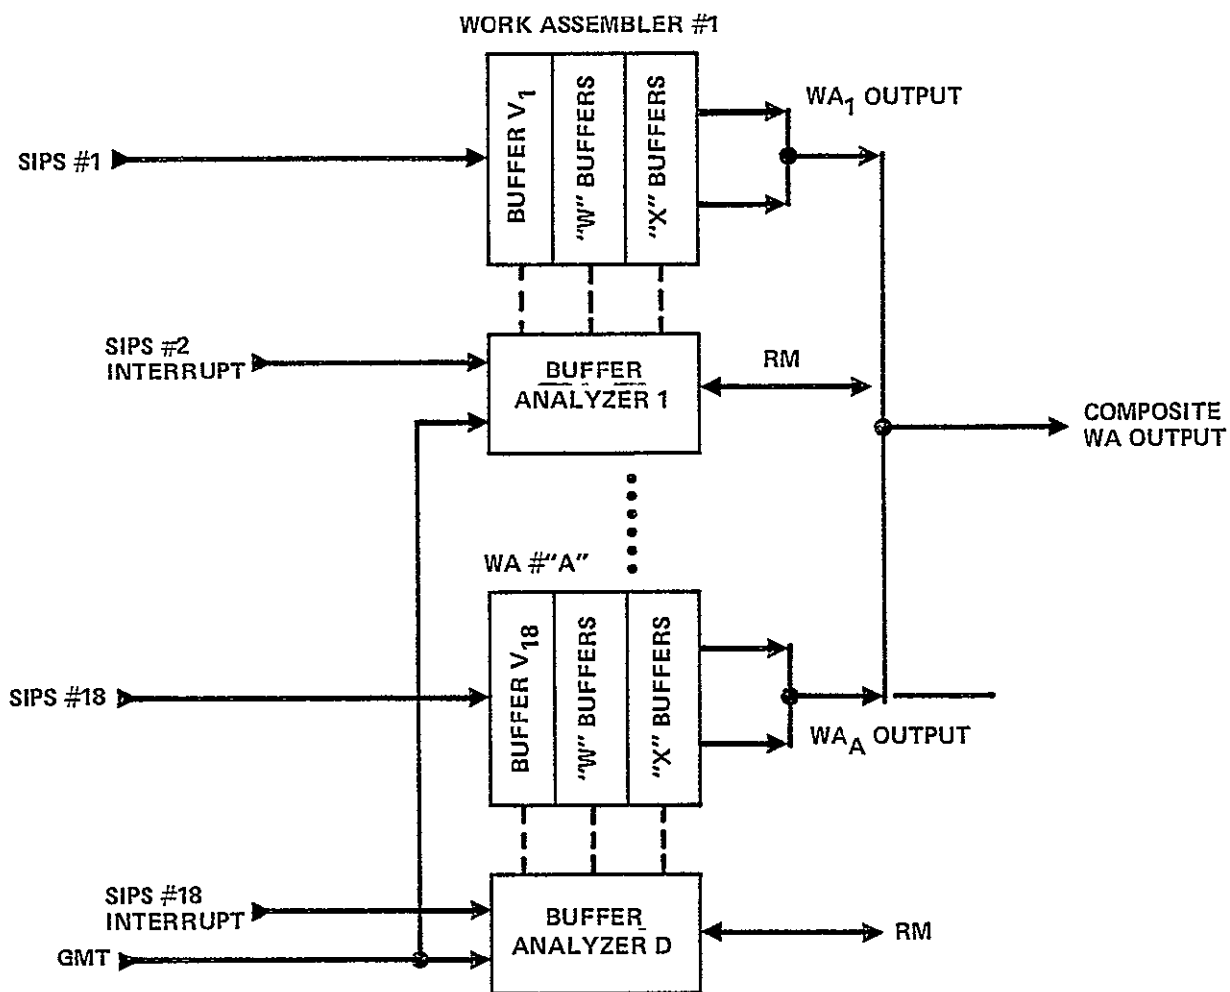 WORK ASSEMBLER #1
BUFFER V1
"W" BUFFERS
"X" BUFFERS
WA1 OUTPUT
SIPS #1
SIPS #2
INTERRUPT
BUFFER
ANALYZER 1
RM
COMPOSITE
WA OUTPUT
WA #"A"
BUFFER V18
"W" BUFFERS
"X" BUFFERS
SIPS #18
WAA OUTPUT
SIPS #18
INTERRUPT
BUFFER
ANALYZER D
RM
GMT